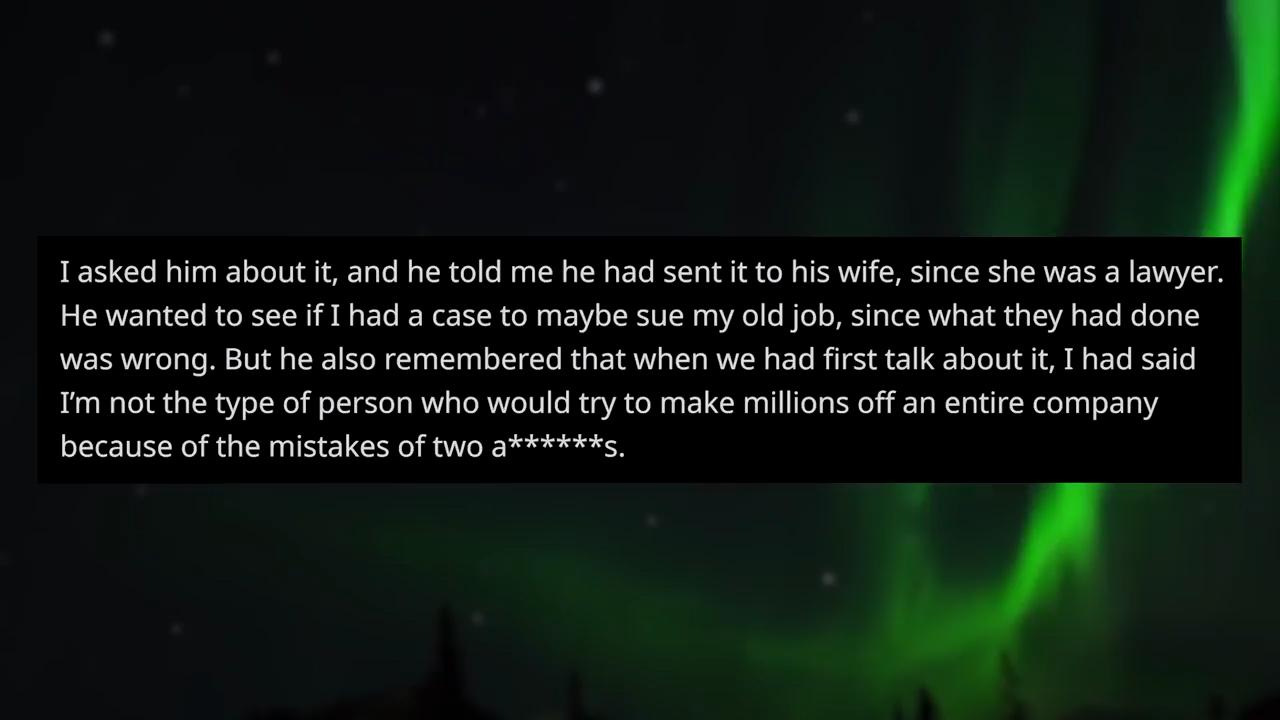 I asked him about it, and he told me he had sent it to his wife, since she was a lawyer.
He wanted to see if I had a case to maybe sue my old job, since what they had done
was wrong. But he also remembered that when we had first talk about it, I had said
I’m not the type of person who would try to make millions off an entire company
because of the mistakes of two a******s.